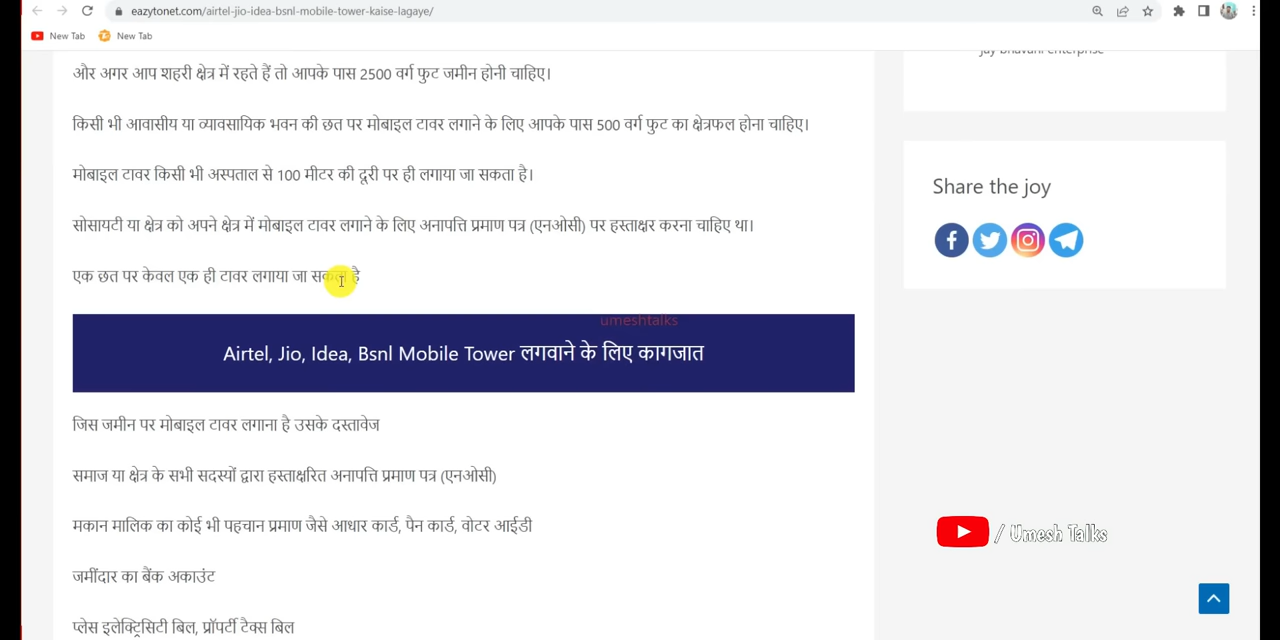 eazytonet.com/airtel-jio-idea-bsnl-mobile-tower-kaise-lagaye/
New Tab
New Tab
और अगर आप शहरी क्षेत्र में रहते हैं तो आपके पास 2500 वर्ग फुट जमीन होनी चाहिए।
किसी भी आवासीय या व्यावसायिक भवन की छत पर मोबाइल टावर लगाने के लिए आपके पास 500 वर्ग फुट का क्षेत्रफल होना चाहिए।
मोबाइल टावर किसी भी अस्पताल से 100 मीटर की दूरी पर ही लगाया जा सकता है।
सोसायटी या क्षेत्र को अपने क्षेत्र में मोबाइल टावर लगाने के लिए अनापत्ति प्रमाण पत्र (एनओसी) पर हस्ताक्षर करना चाहिए था।
एक छत पर केवल एक ही टावर लगाया जा सकता है
umeshtalks
Airtel, Jio, Idea, Bsnl Mobile Tower लगवाने के लिए कागजात
जिस जमीन पर मोबाइल टावर लगाना है उसके दस्तावेज
समाज या क्षेत्र के सभी सदस्यों द्वारा हस्ताक्षरित अनापत्ति प्रमाण पत्र (एनओसी)
मकान मालिक का कोई भी पहचान प्रमाण जैसे आधार कार्ड, पैन कार्ड, वोटर आईडी
जमींदार का बैंक अकाउंट
प्लेस इलेक्ट्रिसिटी बिल, प्रॉपर्टी टैक्स बिल
jay bhavani enterprise
Share the joy
/ Umesh Talks